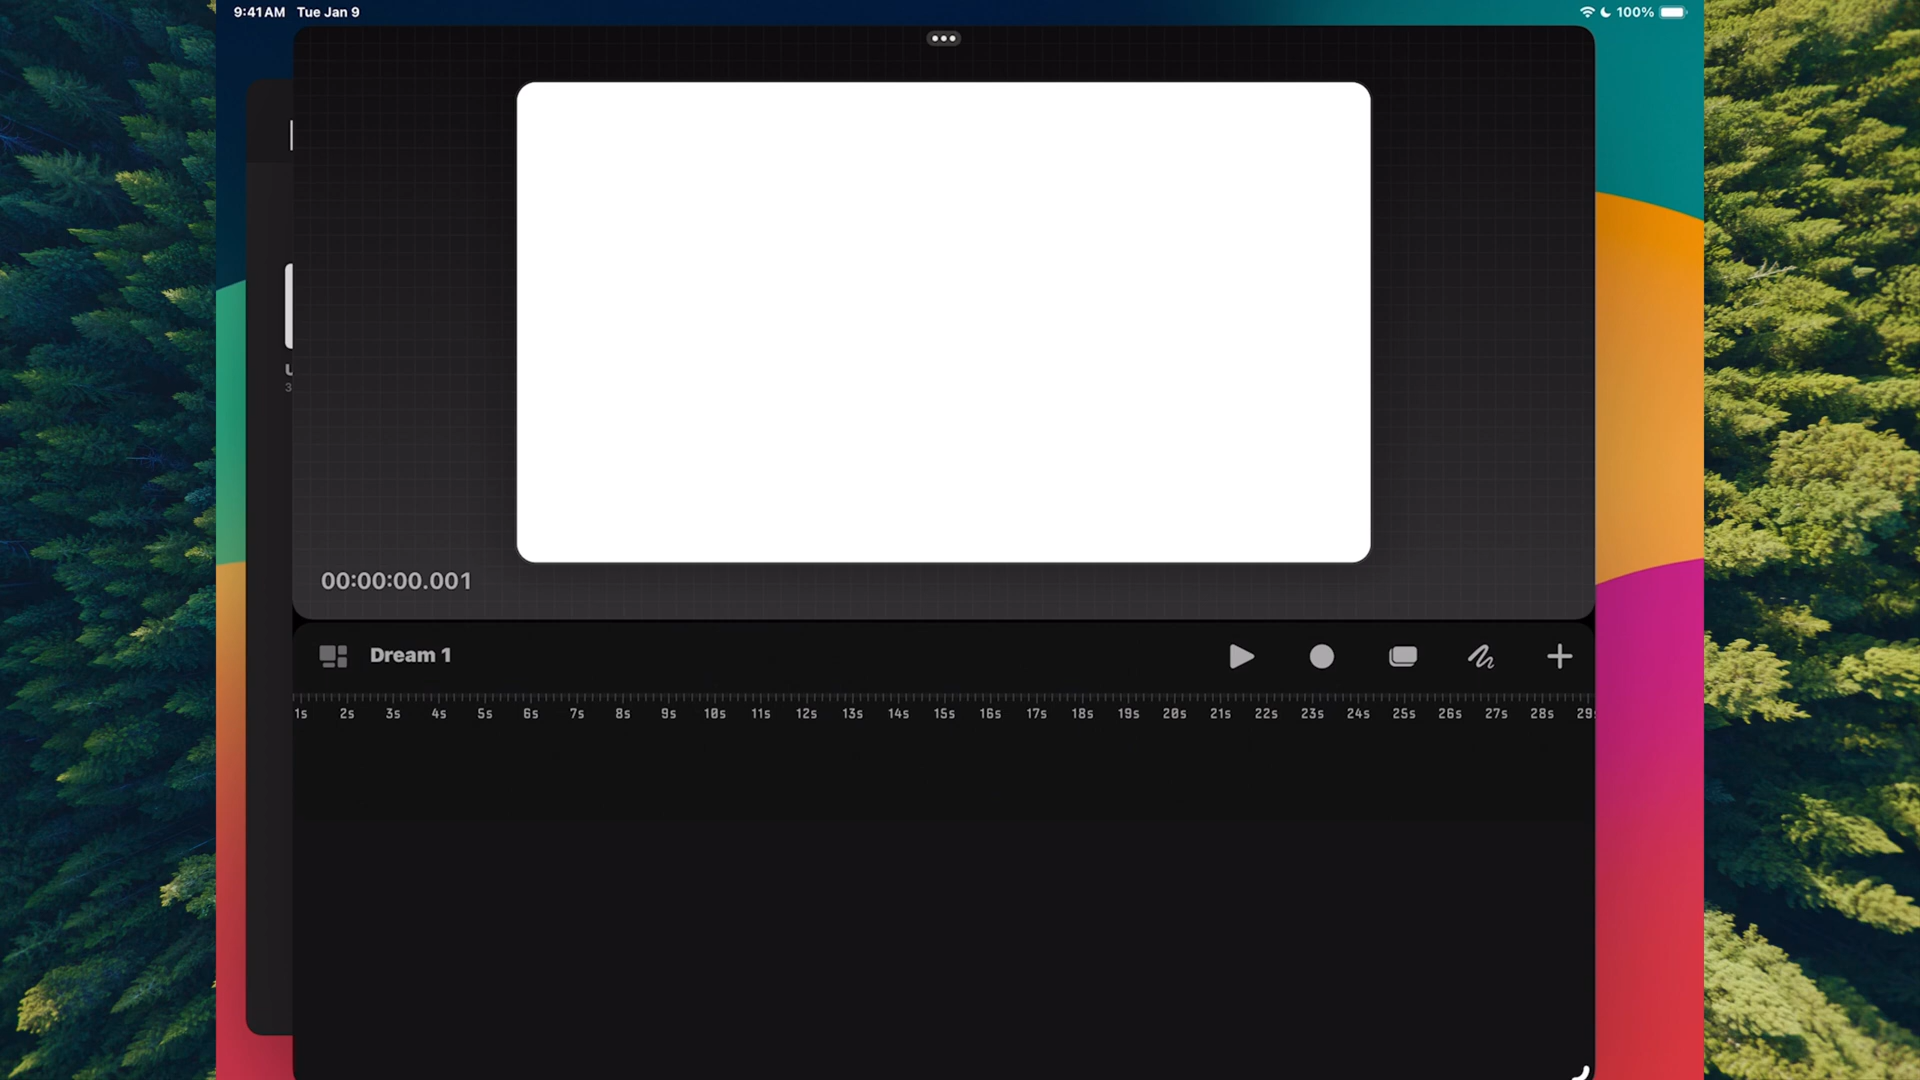 9:41 AM Tue Jan 9
100%
00:00:00.001
Dream 1
1s 2s 3s 4s 5s 6s 7s 8s 9s 10s 11s 12s 13s 14s 15s 16s 17s 18s 19s 20s 21s 22s 23s 24s 25s 26s 27s 28s 29s